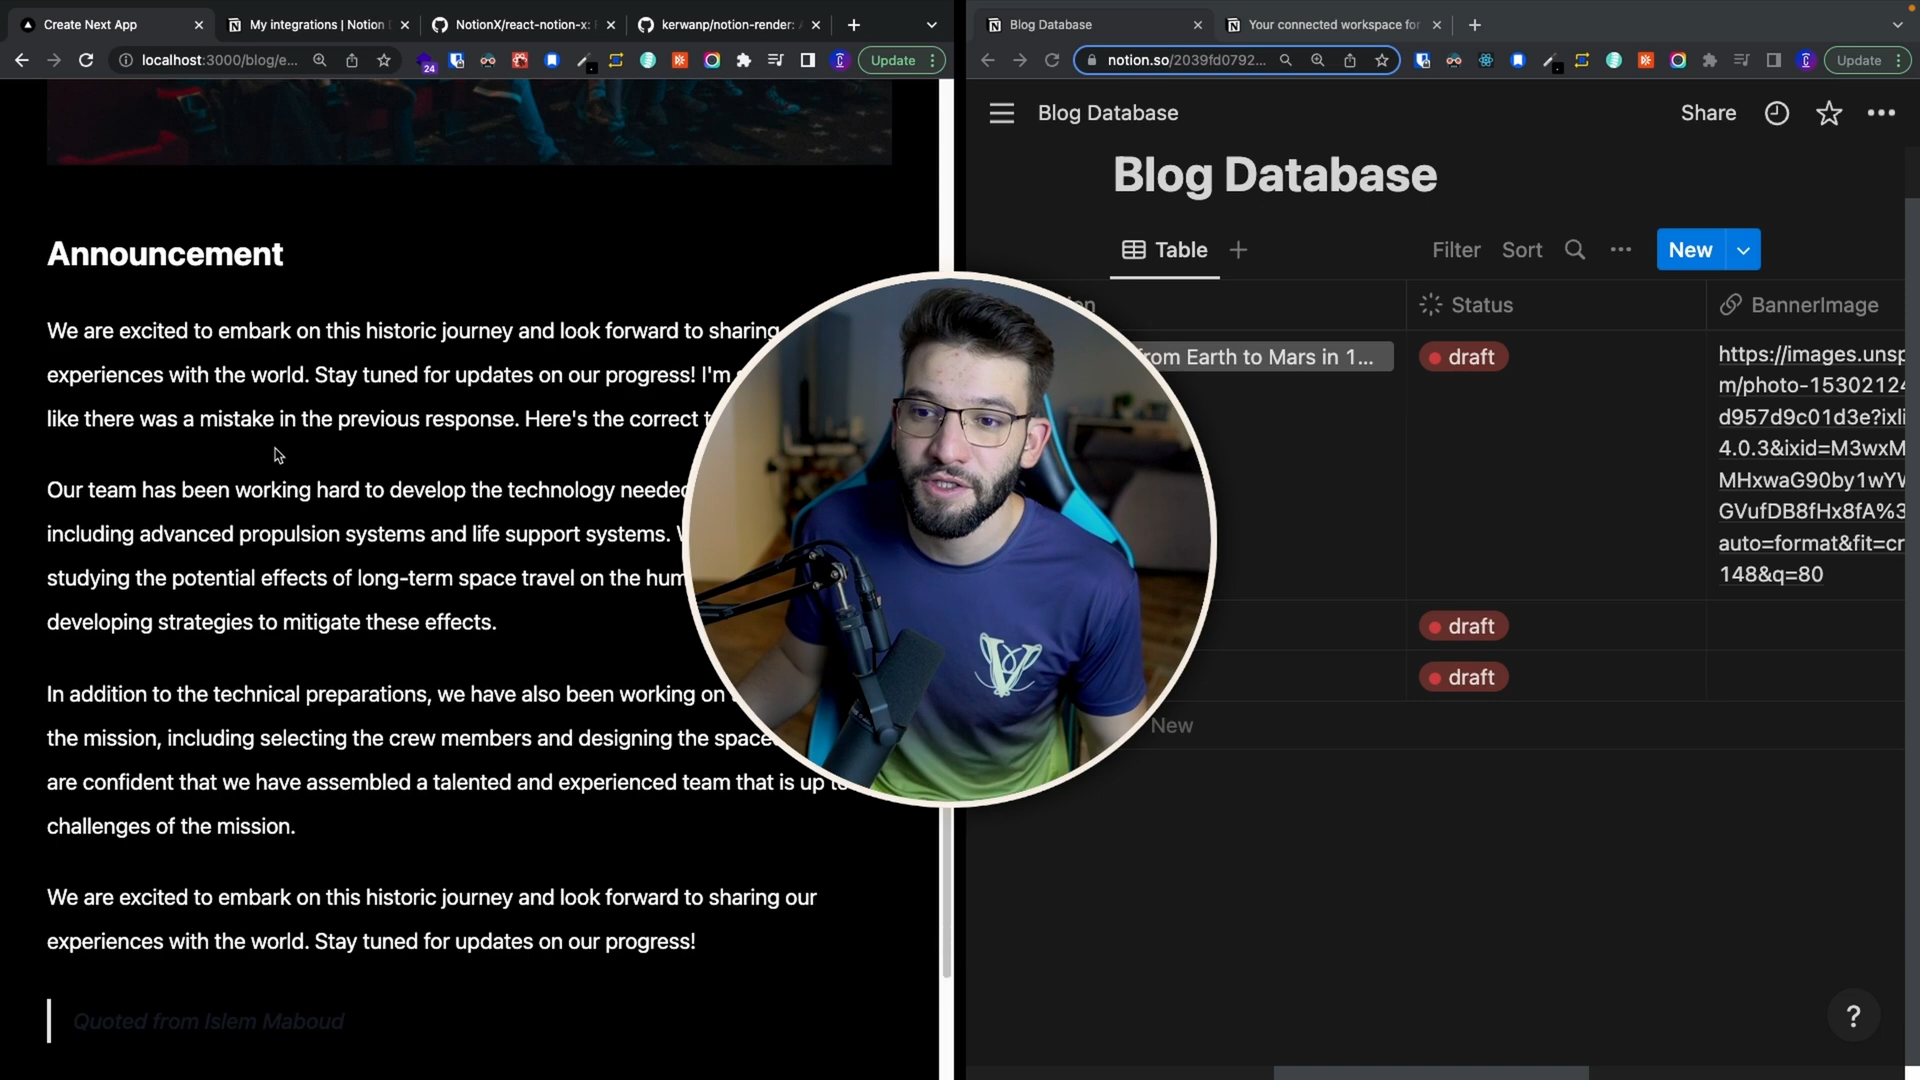 Create Next App
My integrations | Notion
NotionX/react-notion-x:
kerwanp/notion-render:
localhost:3000/blog/e...
24
Update
Blog Database
Your connected workspace for
notion.so/2039fd0792...
Update
Blog Database
Share
Blog Database
Table
Filter
Sort
New
Status
BannerImage
from Earth to Mars in 1...
draft
https://images.unsp
m/photo-15302124
d957d9c01d3e?ixli
4.0.3&ixid=M3wxM
MHxwaG90by1wYW
GVufDB8fHx8fA%3
auto=format&fit=cr
148&q=80
draft
draft
New
Announcement
We are excited to embark on this historic journey and look forward to sharing
experiences with the world. Stay tuned for updates on our progress! I'm
like there was a mistake in the previous response. Here's the correct
Our team has been working hard to develop the technology needed
including advanced propulsion systems and life support systems.
studying the potential effects of long-term space travel on the hum
developing strategies to mitigate these effects.
In addition to the technical preparations, we have also been working on
the mission, including selecting the crew members and designing the space
are confident that we have assembled a talented and experienced team that is up to
challenges of the mission.
We are excited to embark on this historic journey and look forward to sharing our
experiences with the world. Stay tuned for updates on our progress!
Quoted from Islem Maboud
?